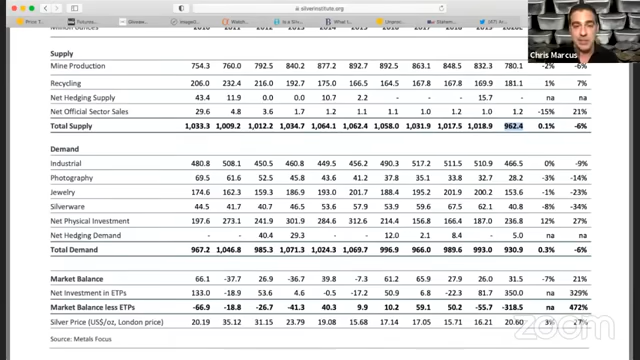 silverinstitute.org
Chris Marcus
Million Ounces 2010 2011 2012 2013 2014 2015 2016 2017 2018 2019
Supply
Mine Production 754.3 760.0 792.5 840.2 877.2 892.7 892.5 863.1 848.5 832.3 780.1 -2% -6%
Recycling 206.0 232.4 216.0 192.7 175.0 166.5 164.5 167.8 167.8 169.9 181.1 1% 7%
Net Hedging Supply 43.4 11.9 0.0 0.0 10.7 2.2 - - - 15.7 - na na
Net Official Sector Sales 29.6 4.8 3.6 1.7 1.2 1.1 1.1 1.0 1.2 1.0 1.2 -15% 21%
Total Supply 1,033.3 1,009.2 1,012.2 1,034.7 1,064.1 1,062.4 1,058.0 1,031.9 1,017.5 1,018.9 962.4 0.1% -6%
Demand
Industrial 480.8 508.1 450.5 460.8 449.5 456.2 490.3 517.2 511.5 510.9 466.5 0% -9%
Photography 69.5 61.6 52.5 45.8 43.6 41.2 37.8 35.1 33.8 32.7 28.2 -3% -14%
Jewelry 174.6 162.3 159.3 186.9 193.0 201.7 188.4 195.2 201.9 200.2 153.6 -1% -23%
Silverware 44.5 41.7 40.7 46.5 53.6 57.9 53.9 59.6 67.5 62.1 40.8 -8% -34%
Net Physical Investment 197.6 273.1 241.9 301.9 284.6 312.6 214.4 156.8 166.4 187.0 236.8 12% 27%
Net Hedging Demand - - 40.4 29.3 - - 12.0 2.1 8.4 - 5.0 na na
Total Demand 967.2 1,046.8 985.3 1,071.3 1,024.3 1,069.7 996.9 966.0 989.6 993.0 930.9 0.3% -6%
Market Balance 66.1 -37.7 26.9 -36.7 39.8 -7.3 61.2 65.9 27.9 26.0 31.5 -7% 21%
Net Investment in ETPs 133.0 -18.9 53.6 4.6 -0.5 -17.2 50.9 6.8 -22.3 81.7 350.0 na 329%
Market Balance less ETPs -66.9 -18.8 -26.7 -41.3 40.3 9.9 10.2 59.1 50.2 -55.7 -318.5 na 472%
Silver Price (US$/oz, London price) 20.19 35.12 31.15 23.79 19.08 15.68 17.14 17.05 15.71 16.21 20.60 3% 27%
Source: Metals Focus
zoom